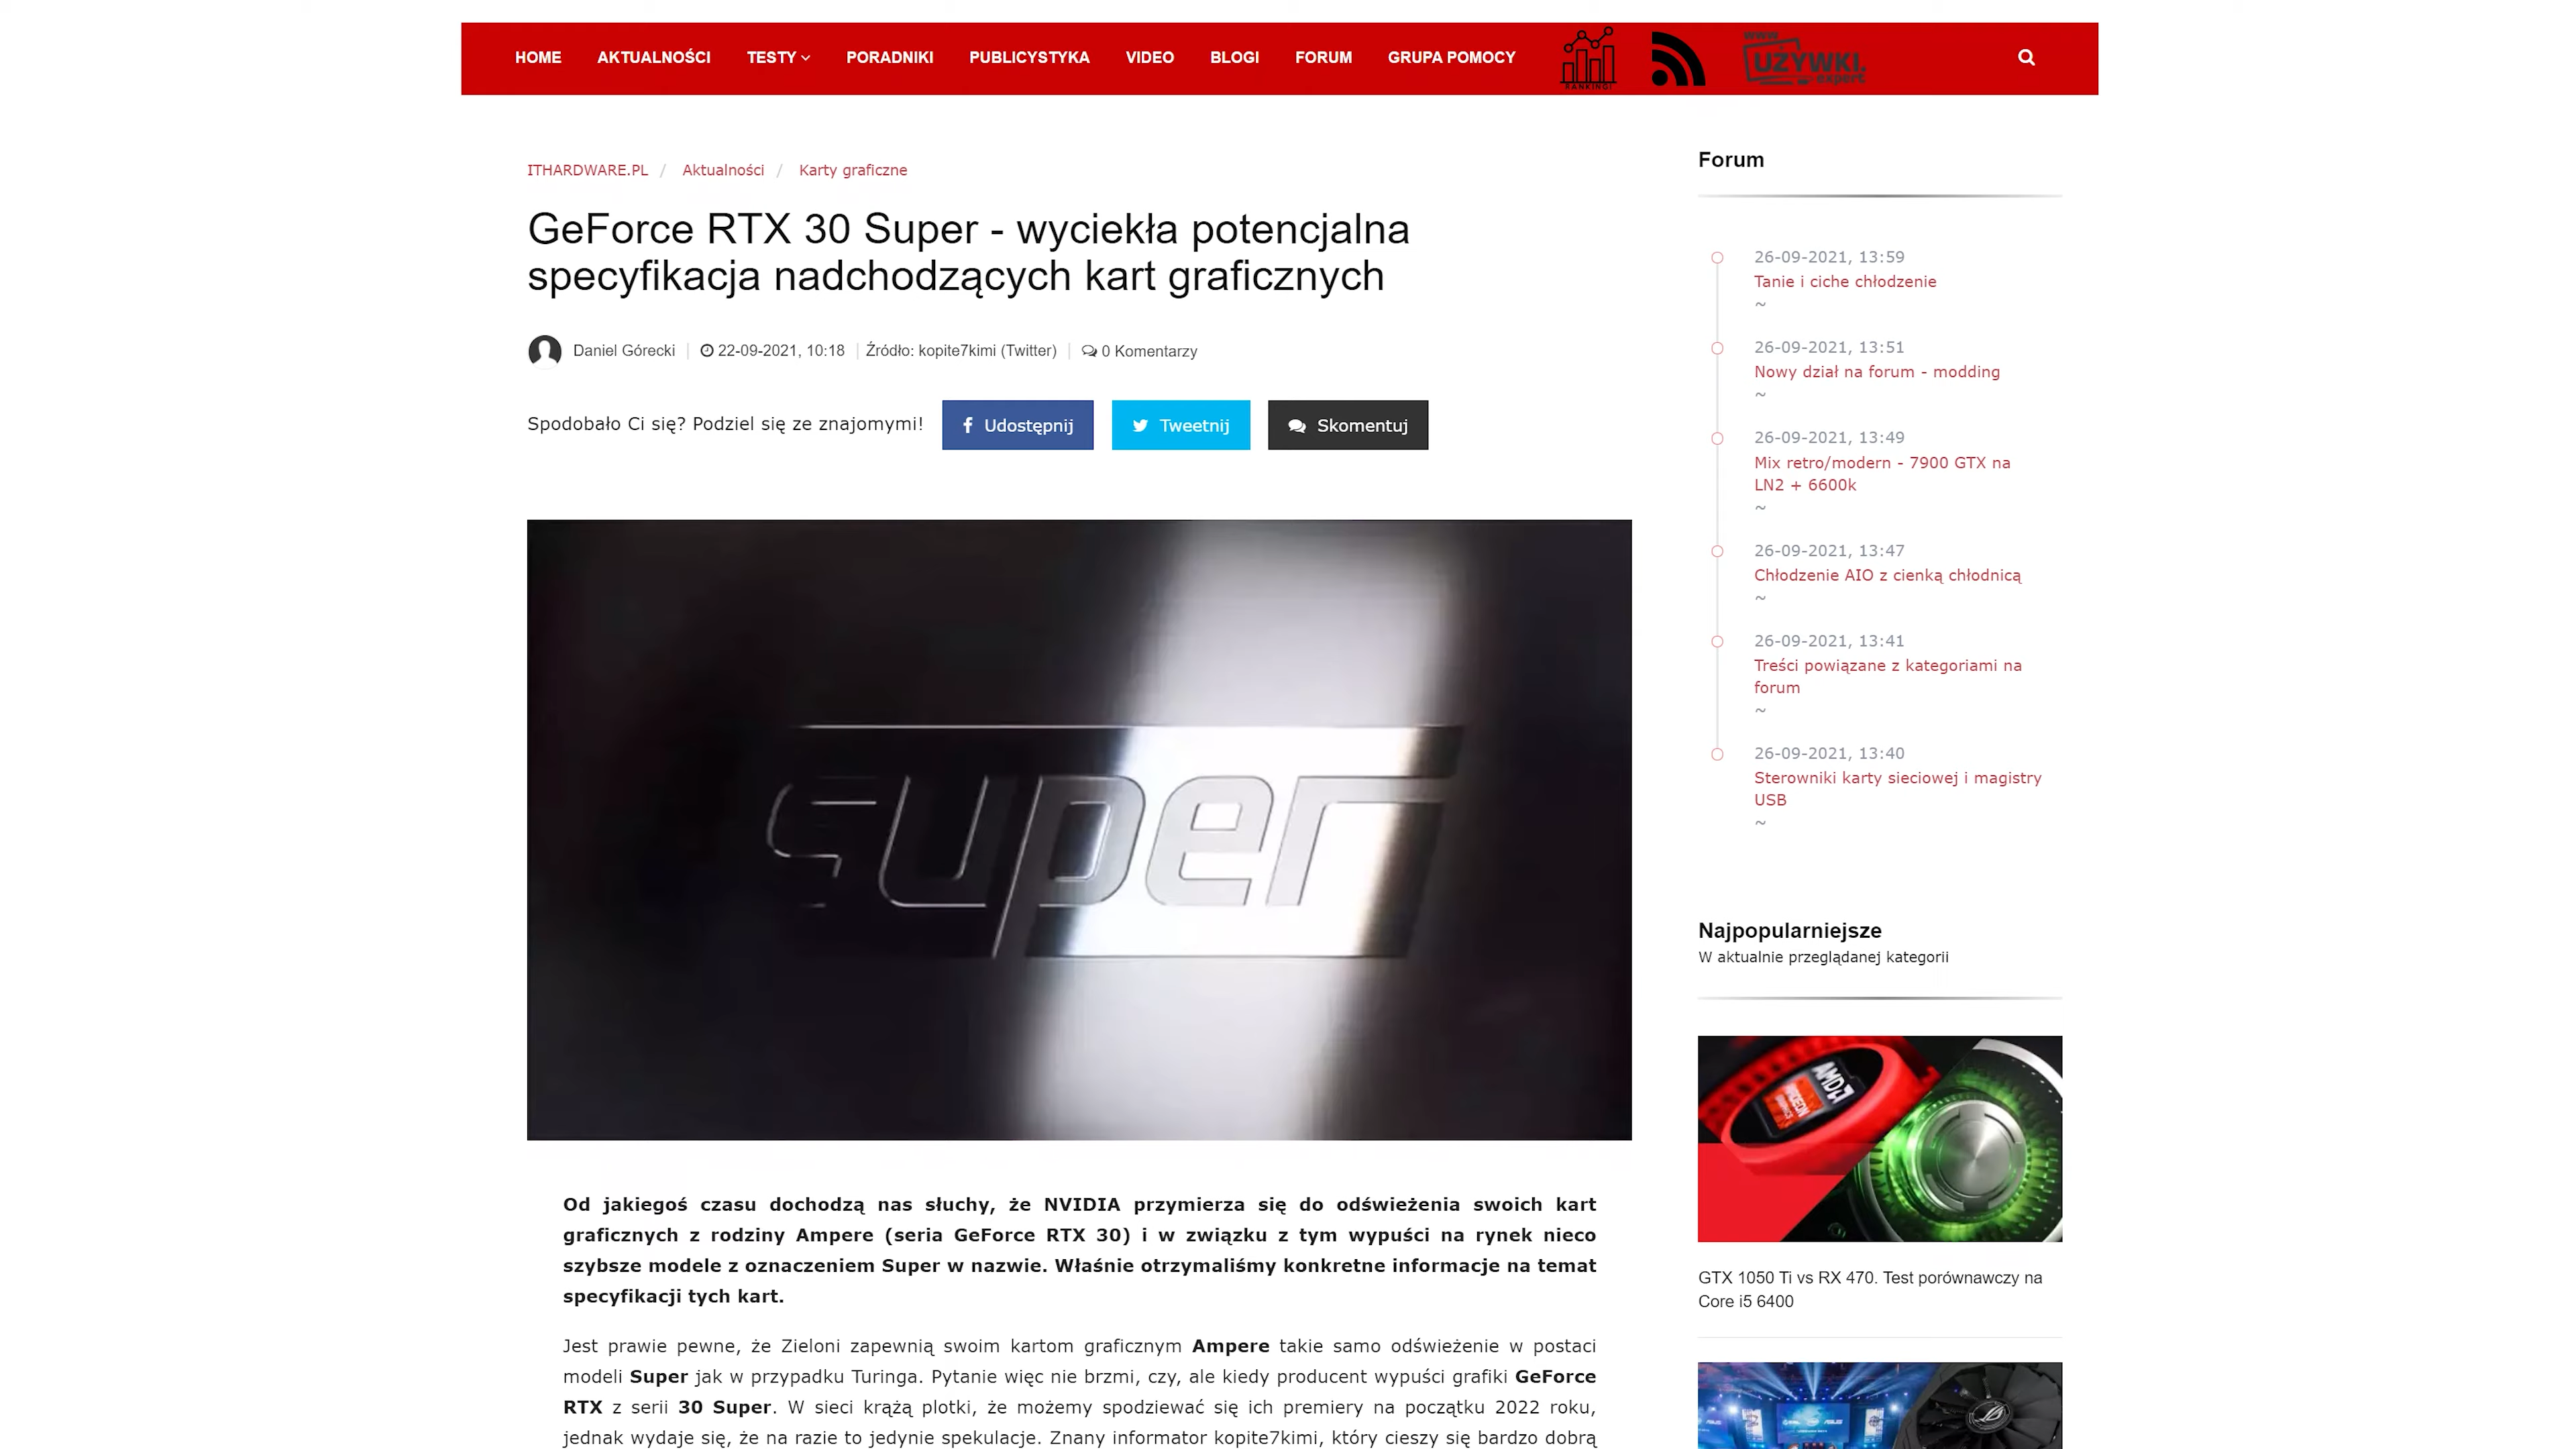 HOME AKTUALNOŚCI TESTY PORADNIKI PUBLICYSTYKA VIDEO BLOGI FORUM GRUPA POMOCY RANKINGI www UŻYWKI. expert
ITHARDWARE.PL / Aktualności / Karty graficzne
GeForce RTX 30 Super - wyciekła potencjalna
specyfikacja nadchodzących kart graficznych
Daniel Górecki | 22-09-2021, 10:18 | Źródło: kopite7kimi (Twitter) | 0 Komentarzy
Spodobało Ci się? Podziel się ze znajomymi! Udostępnij Tweetnij Skomentuj
super
Od jakiegoś czasu dochodzą nas słuchy, że NVIDIA przymierza się do odświeżenia swoich kart
graficznych z rodziny Ampere (seria GeForce RTX 30) i w związku z tym wypuści na rynek nieco
szybsze modele z oznaczeniem Super w nazwie. Właśnie otrzymaliśmy konkretne informacje na temat
specyfikacji tych kart.
Jest prawie pewne, że Zieloni zapewnią swoim kartom graficznym Ampere takie samo odświeżenie w postaci
modeli Super jak w przypadku Turinga. Pytanie więc nie brzmi, czy, ale kiedy producent wypuści grafiki GeForce
RTX z serii 30 Super. W sieci krążą plotki, że możemy spodziewać się ich premiery na początku 2022 roku,
jednak wydaje się, że na razie to jedynie spekulacje. Znany informator kopite7kimi, który cieszy się bardzo dobrą
Forum
26-09-2021, 13:59
Tanie i ciche chłodzenie
~
26-09-2021, 13:51
Nowy dział na forum - modding
~
26-09-2021, 13:49
Mix retro/modern - 7900 GTX na
LN2 + 6600k
~
26-09-2021, 13:47
Chłodzenie AIO z cienką chłodnicą
~
26-09-2021, 13:41
Treści powiązane z kategoriami na
forum
~
26-09-2021, 13:40
Sterowniki karty sieciowej i magistry
USB
~
Najpopularniejsze
W aktualnie przeglądanej kategorii
AMD
RADEON
GRAPHICS
GTX 1050 Ti vs RX 470. Test porównawczy na
Core i5 6400